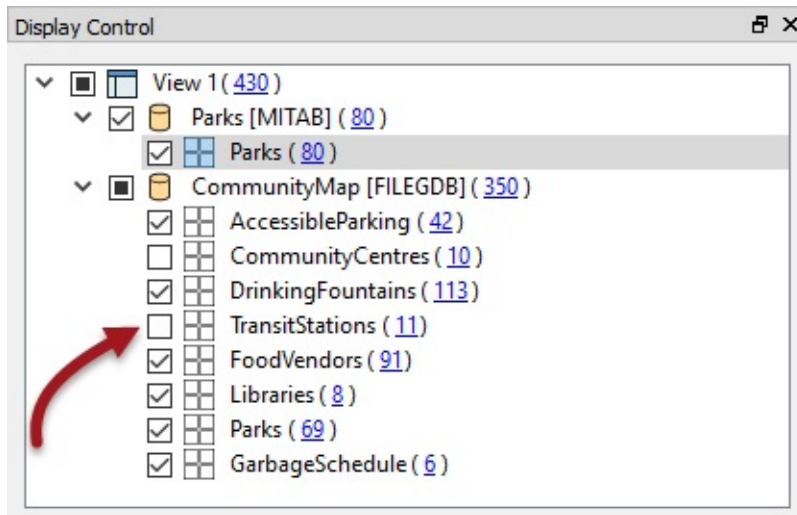 Display Control
View 1 ( 430 )
Parks [MITAB] ( 80 )
Parks ( 80 )
CommunityMap [FILEGDB] ( 350 )
AccessibleParking ( 42 )
CommunityCentres ( 10 )
DrinkingFountains ( 113 )
TransitStations ( 11)
FoodVendors ( 91)
Libraries ( 8 )
Parks ( 69 )
GarbageSchedule ( 6 )